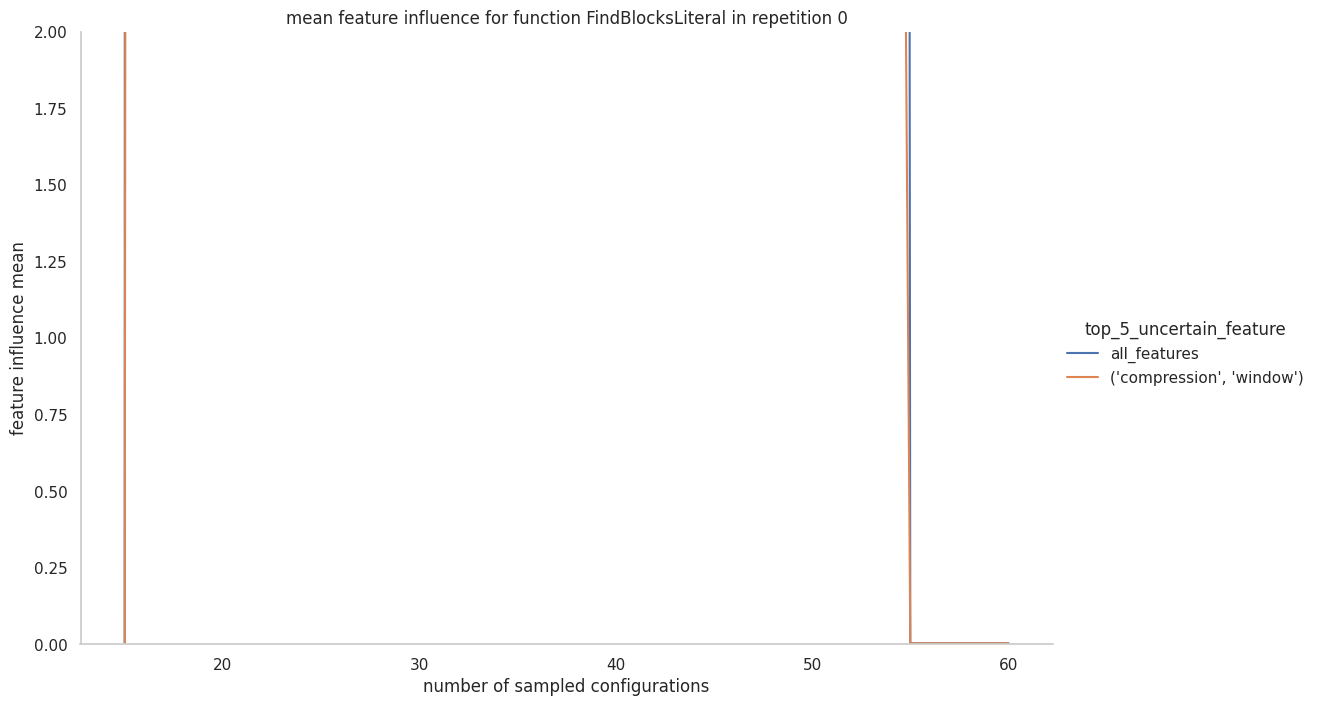 mean feature influence for function FindBlocksLiteral in repetition 0
2.00
1.75
1.50
1.25
1.00
0.75
0.50
0.25
0.00
feature influence mean
20 30 40 50 60
number of sampled configurations
top_5_uncertain_feature
all_features
('compression', 'window')